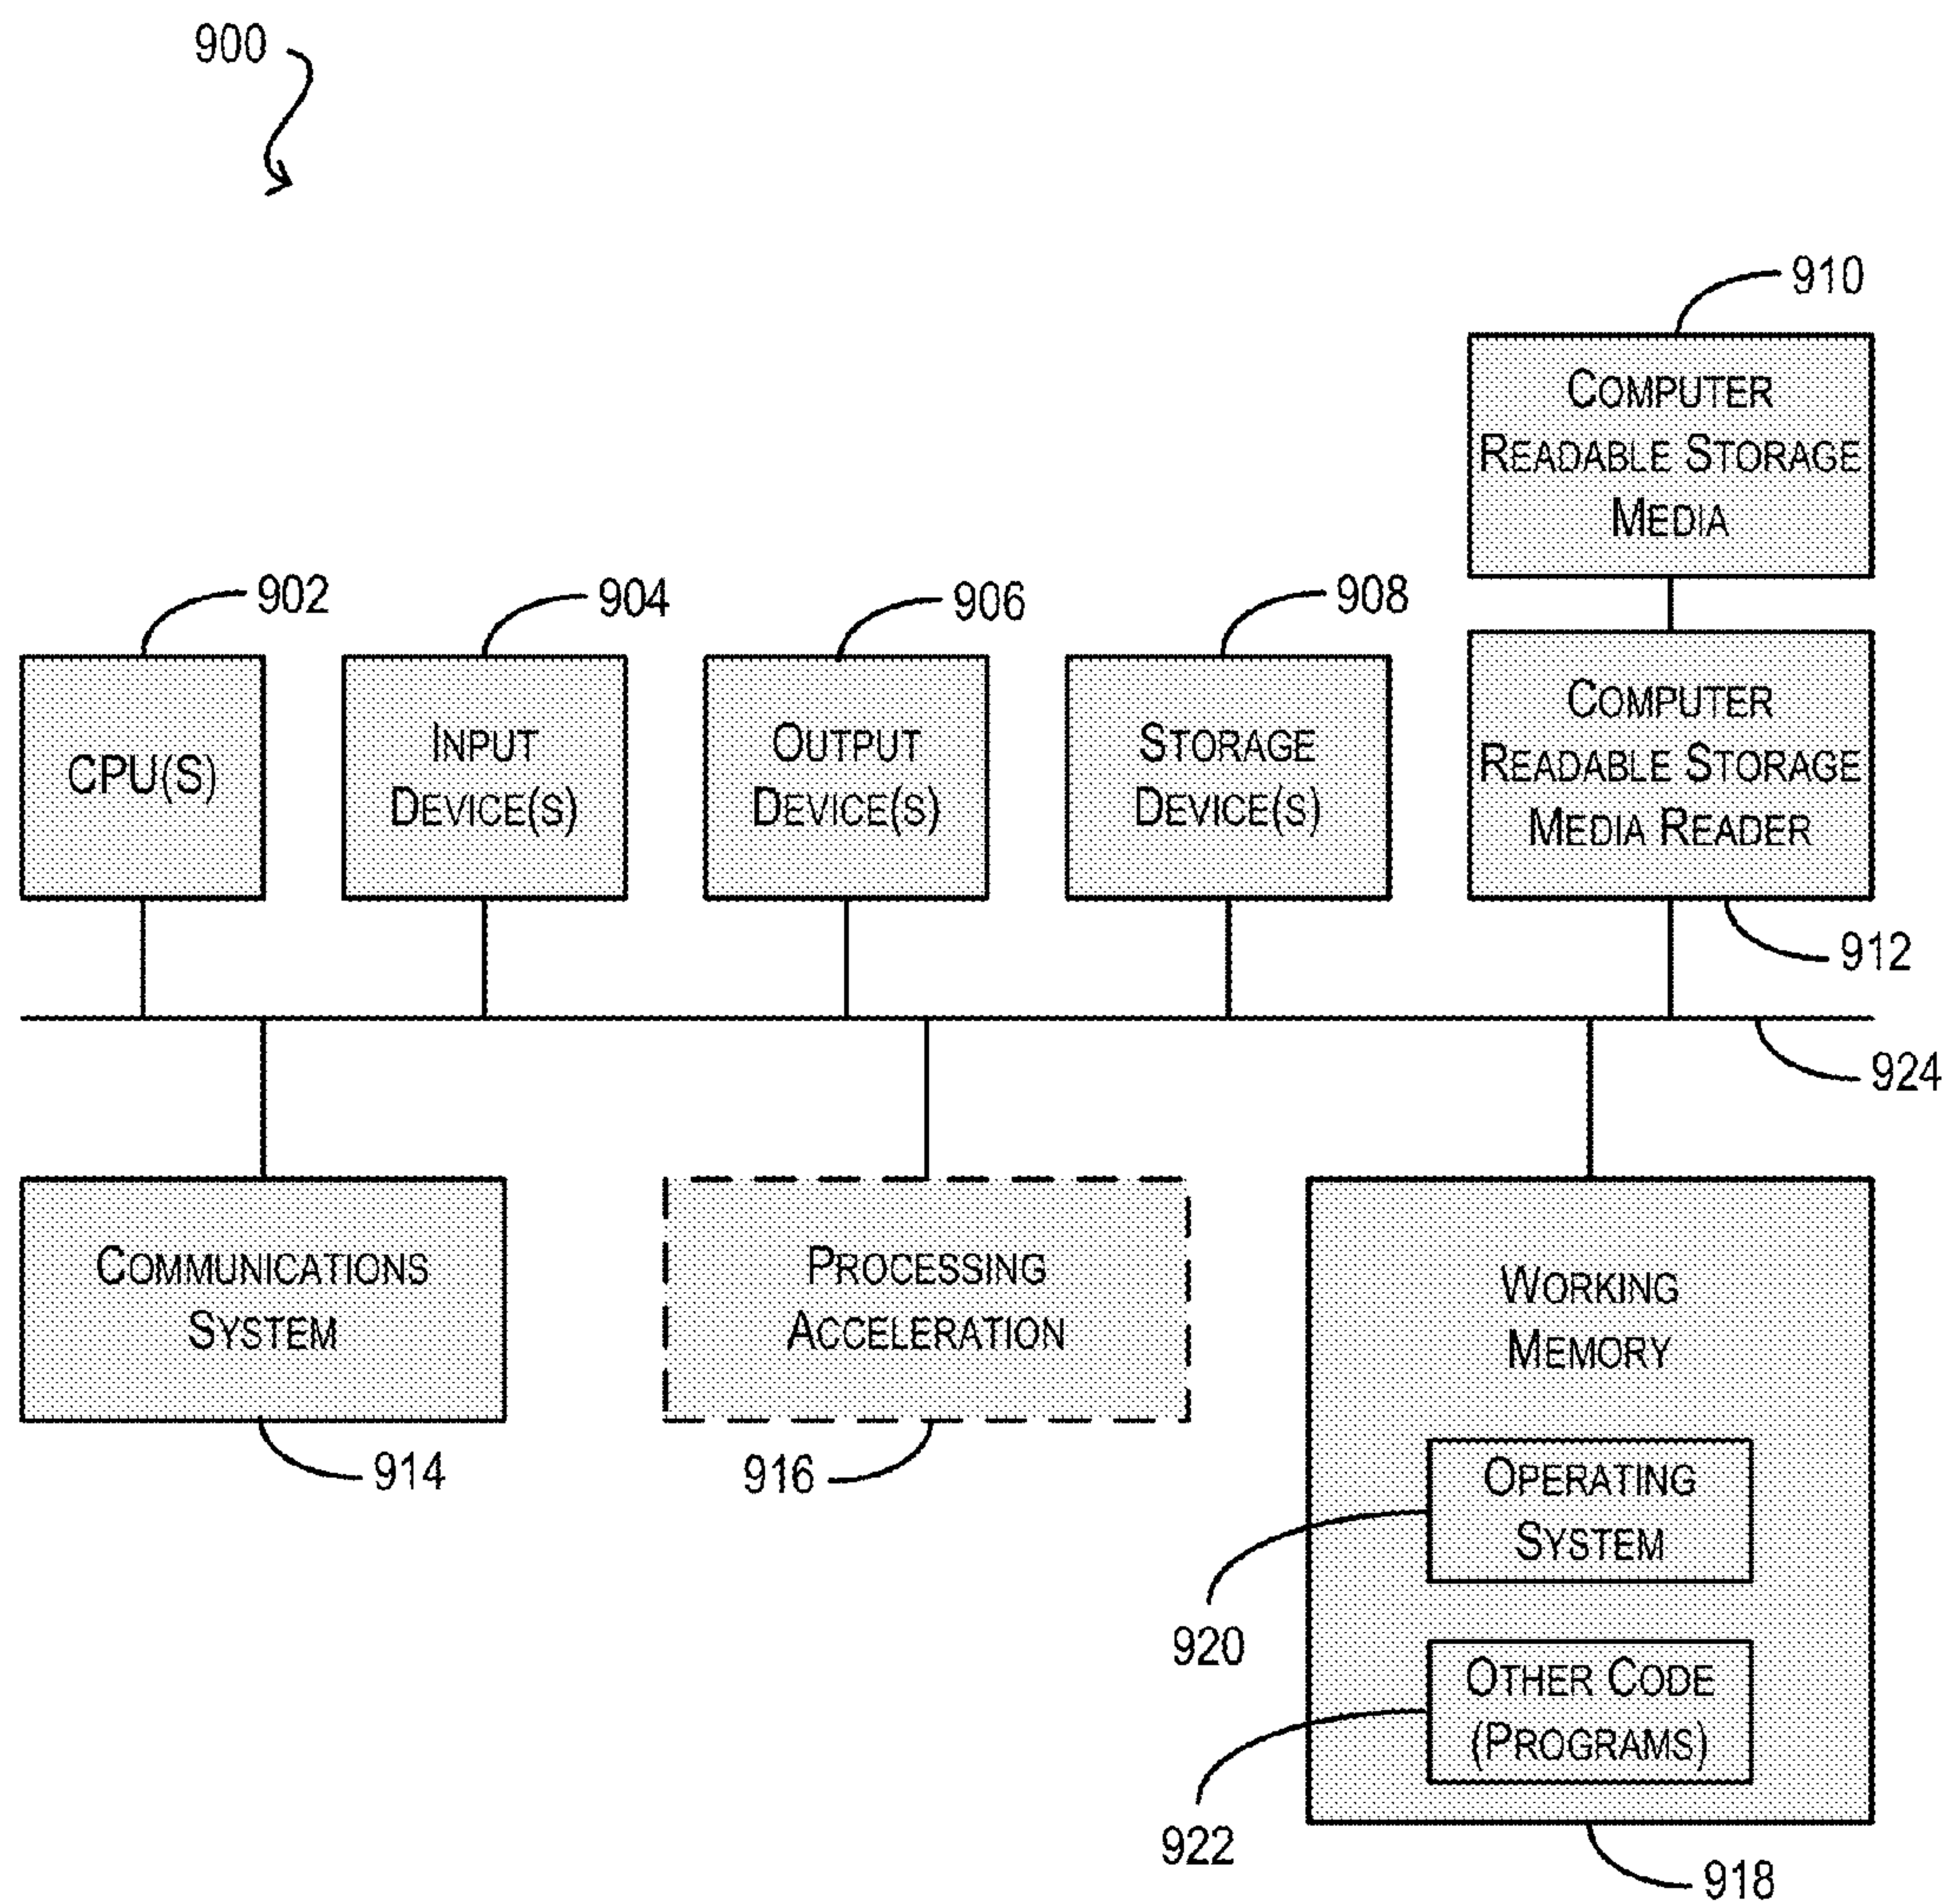 900
910
COMPUTER
READABLE STORAGE
MEDIA
902
904
906
908
CPU(S)
INPUT
DEVICE(S)
OUTPUT
DEVICE(S)
STORAGE
DEVICE(S)
COMPUTER
READABLE STORAGE
MEDIA READER
912
924
COMMUNICATIONS
SYSTEM
914
PROCESSING
ACCELERATION
916
WORKING
MEMORY
OPERATING
SYSTEM
920
OTHER CODE
(PROGRAMS)
922
918